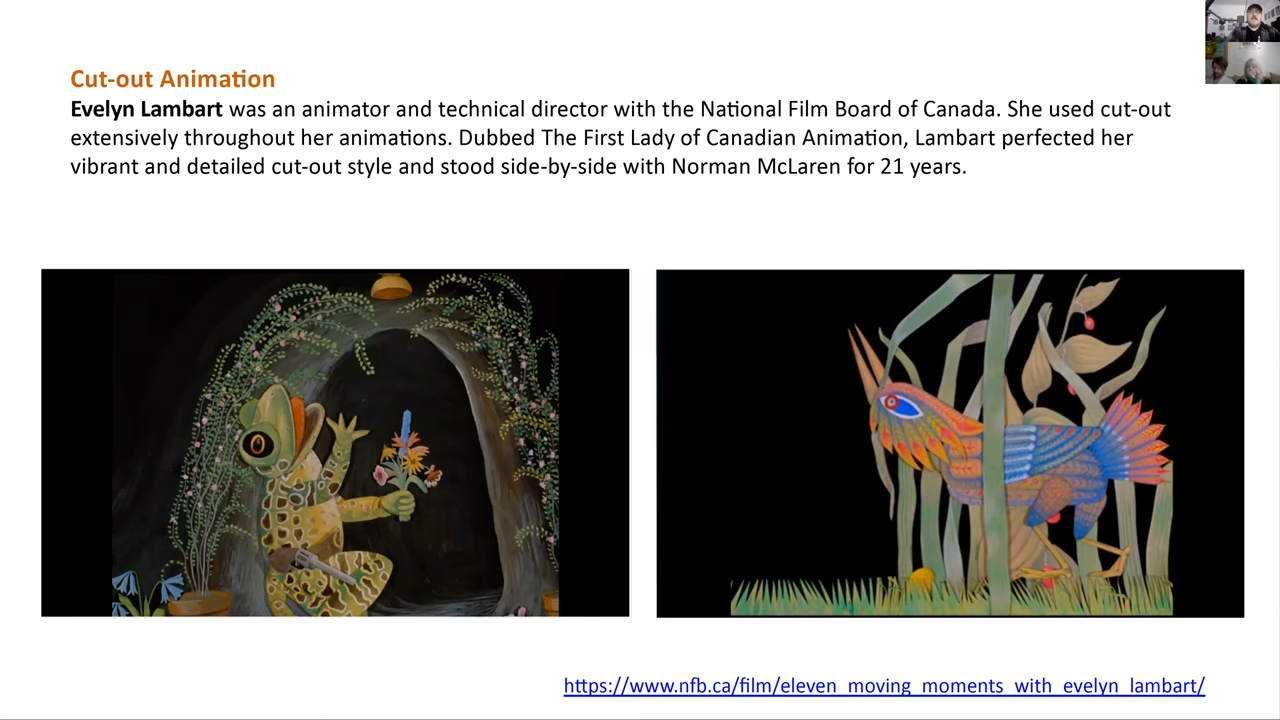 Cut-out Animation
Evelyn Lambart was an animator and technical director with the National Film Board of Canada. She used cut-out
extensively throughout her animations. Dubbed The First Lady of Canadian Animation, Lambart perfected her
vibrant and detailed cut-out style and stood side-by-side with Norman McLaren for 21 years.
https://www.nfb.ca/film/eleven_moving_moments_with_evelyn_lambart/